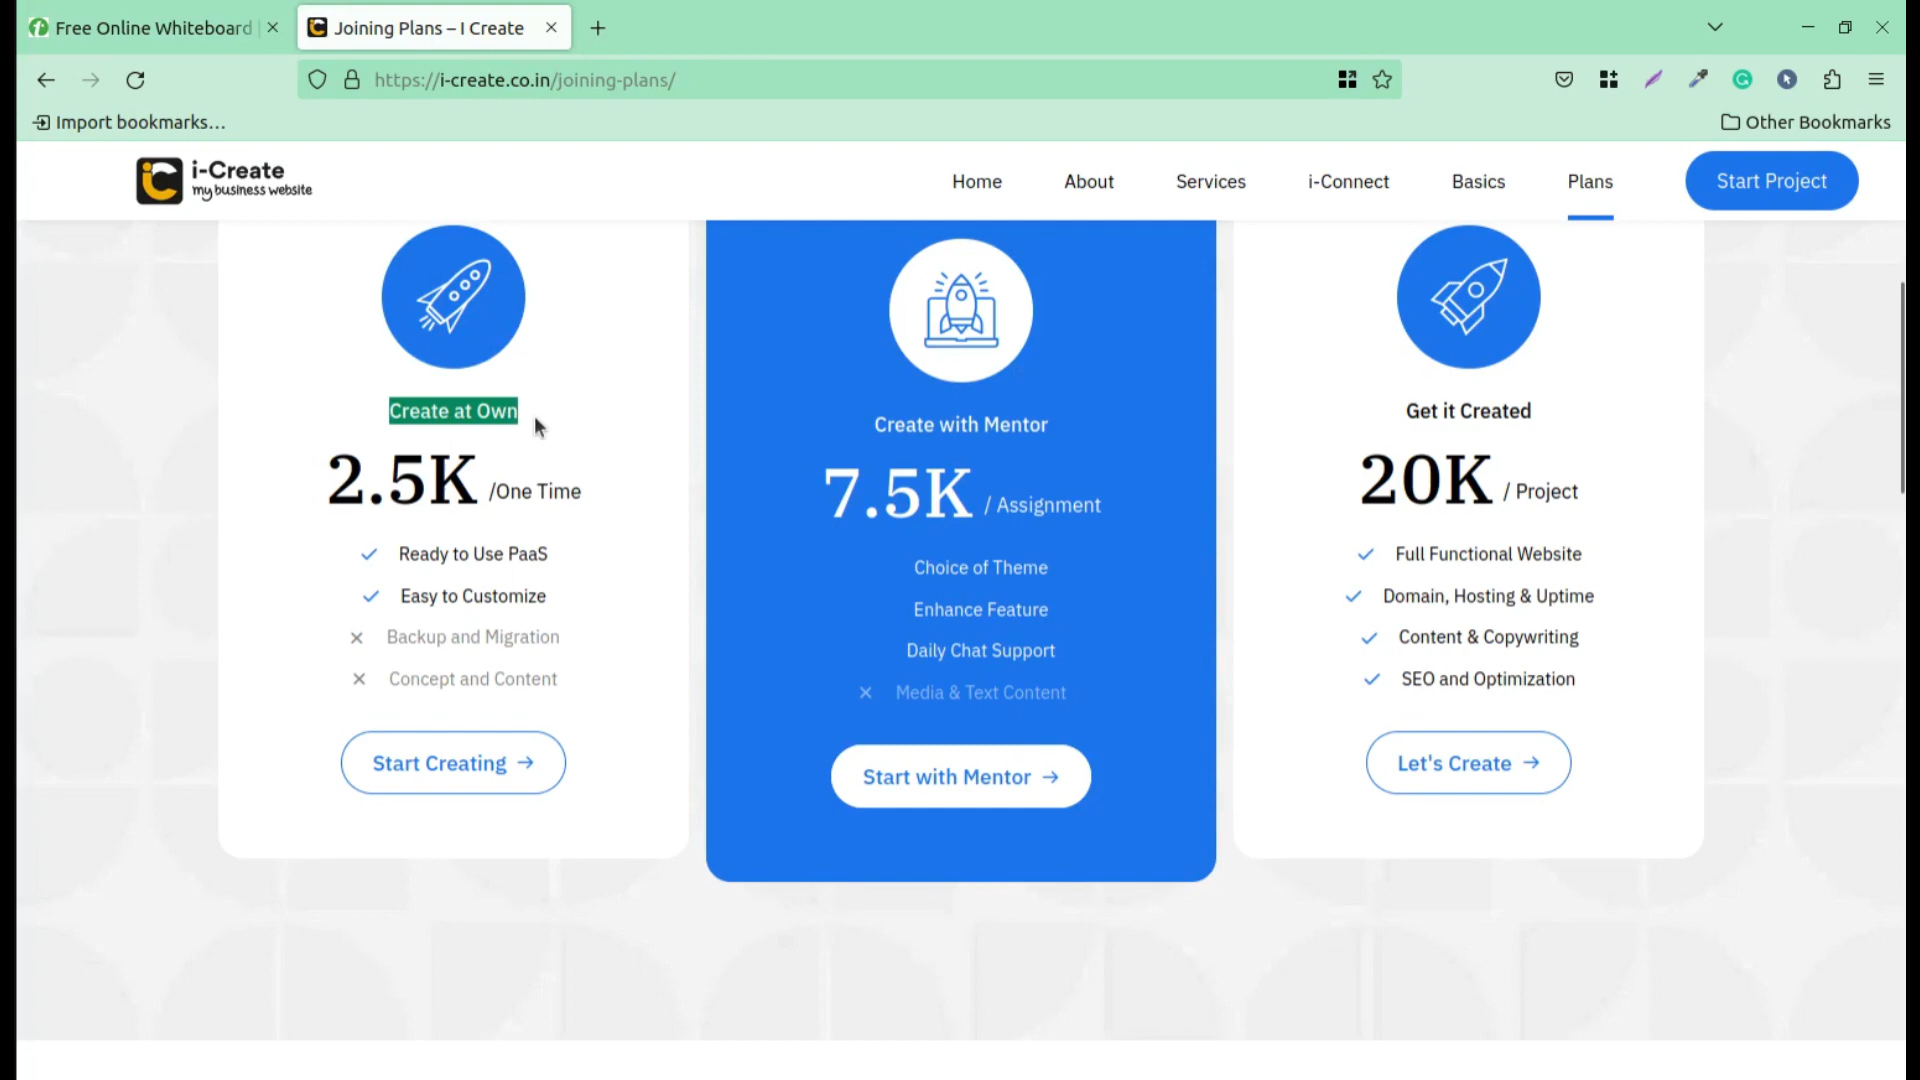 Free Online Whiteboard
Joining Plans – I Create
https://i-create.co.in/joining-plans/
Import bookmarks...
Other Bookmarks
i-Create
my business website
Home
About
Services
i-Connect
Basics
Plans
Start Project
Create at Own
2.5K /One Time
Ready to Use PaaS
Easy to Customize
Backup and Migration
Concept and Content
Start Creating →
Create with Mentor
7.5K / Assignment
Choice of Theme
Enhance Feature
Daily Chat Support
Media & Text Content
Start with Mentor →
Get it Created
20K / Project
Full Functional Website
Domain, Hosting & Uptime
Content & Copywriting
SEO and Optimization
Let's Create →